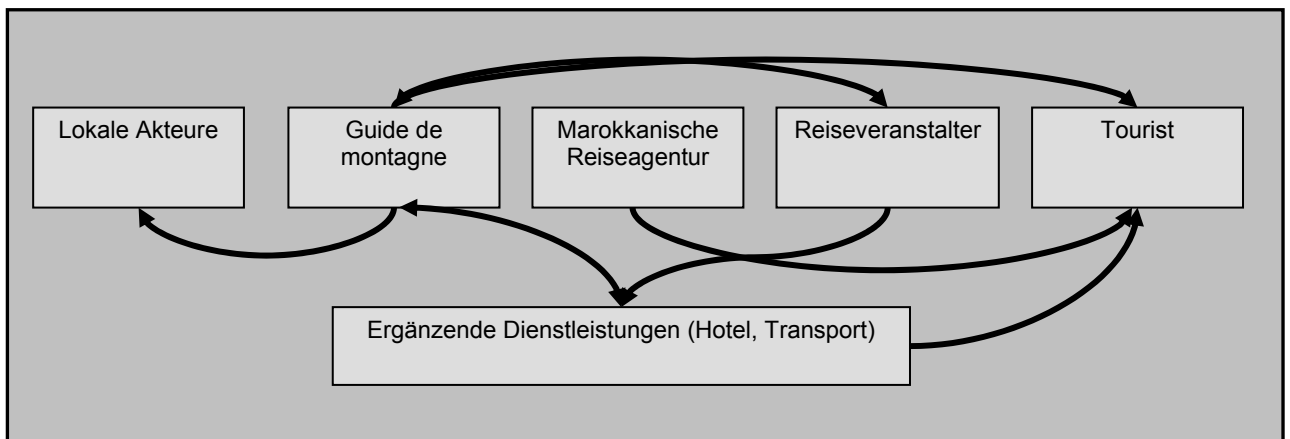 Lokale Akteure
Guide de
montagne
Marokkanische
Reiseagentur
Reiseveranstalter
Tourist
Ergänzende Dienstleistungen (Hotel, Transport)